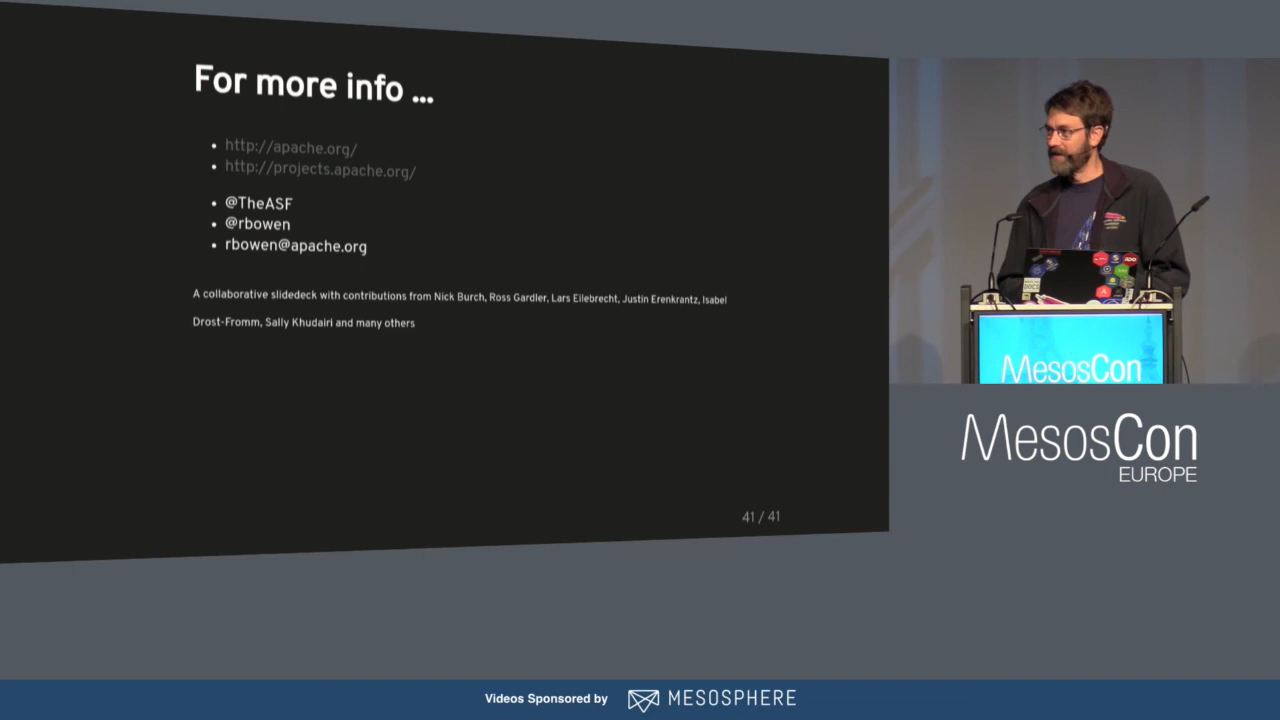 For more info ...
http://apache.org/
http://projects.apache.org/
@TheASF
@rbowen
rbowen@apache.org
A collaborative slidedeck with contributions from Nick Burch, Ross Gardler, Lars Eilebrecht, Justin Erenkrantz, Isabel
Drost-Fromm, Sally Khudairi and many others
41 / 41
MesosCon
MesosCon
EUROPE
Videos Sponsored by MESOSPHERE